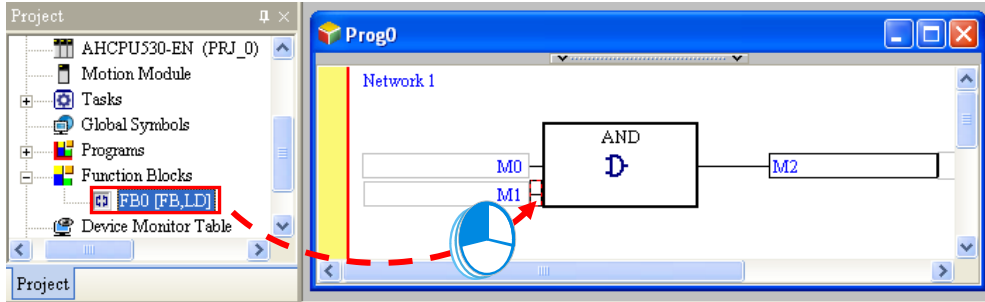 Project
AHCPU530-EN (PRJ_0)
Motion Module
Tasks
Global Symbols
Programs
Function Blocks
FB0 [FB,LD]
Device Monitor Table
Project
Prog0
Network 1
AND
M0
M2
M1